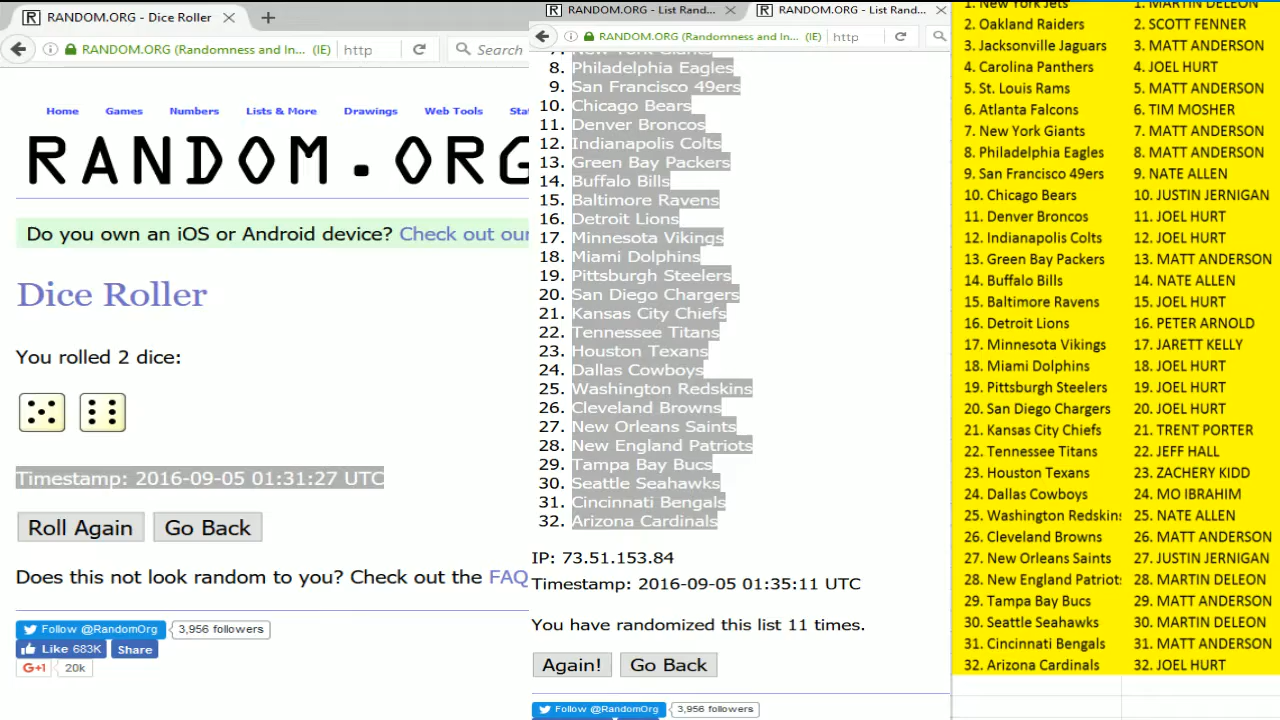 RANDOM.ORG - Dice Roller
RANDOM.ORG (Randomness and In... (IE)
http
Search
Home
Games
Numbers
Lists & More
Drawings
Web Tools
RANDOM.ORG
Do you own an iOS or Android device? Check out our
Dice Roller
You rolled 2 dice:
Timestamp: 2016-09-05 01:31:27 UTC
Roll Again
Go Back
Does this not look random to you? Check out the FAQ
Follow @RandomOrg
3,956 followers
Like 683K
Share
G+1
20k
RANDOM.ORG - List Rand...
RANDOM.ORG - List Rand...
RANDOM.ORG (Randomness and In... (IE)
http
7. New York Giants
8. Philadelphia Eagles
9. San Francisco 49ers
10. Chicago Bears
11. Denver Broncos
12. Indianapolis Colts
13. Green Bay Packers
14. Buffalo Bills
15. Baltimore Ravens
16. Detroit Lions
17. Minnesota Vikings
18. Miami Dolphins
19. Pittsburgh Steelers
20. San Diego Chargers
21. Kansas City Chiefs
22. Tennessee Titans
23. Houston Texans
24. Dallas Cowboys
25. Washington Redskins
26. Cleveland Browns
27. New Orleans Saints
28. New England Patriots
29. Tampa Bay Bucs
30. Seattle Seahawks
31. Cincinnati Bengals
32. Arizona Cardinals
IP: 73.51.153.84
Timestamp: 2016-09-05 01:35:11 UTC
You have randomized this list 11 times.
Again!
Go Back
Follow @RandomOrg
3,956 followers
1. New York Jets
2. Oakland Raiders
3. Jacksonville Jaguars
4. Carolina Panthers
5. St. Louis Rams
6. Atlanta Falcons
7. New York Giants
8. Philadelphia Eagles
9. San Francisco 49ers
10. Chicago Bears
11. Denver Broncos
12. Indianapolis Colts
13. Green Bay Packers
14. Buffalo Bills
15. Baltimore Ravens
16. Detroit Lions
17. Minnesota Vikings
18. Miami Dolphins
19. Pittsburgh Steelers
20. San Diego Chargers
21. Kansas City Chiefs
22. Tennessee Titans
23. Houston Texans
24. Dallas Cowboys
25. Washington Redskins
26. Cleveland Browns
27. New Orleans Saints
28. New England Patriots
29. Tampa Bay Bucs
30. Seattle Seahawks
31. Cincinnati Bengals
32. Arizona Cardinals
1. MARTIN DELEON
2. SCOTT FENNER
3. MATT ANDERSON
4. JOEL HURT
5. MATT ANDERSON
6. TIM MOSHER
7. MATT ANDERSON
8. MATT ANDERSON
9. NATE ALLEN
10. JUSTIN JERNIGAN
11. JOEL HURT
12. JOEL HURT
13. MATT ANDERSON
14. NATE ALLEN
15. JOEL HURT
16. PETER ARNOLD
17. JARETT KELLY
18. JOEL HURT
19. JOEL HURT
20. JOEL HURT
21. TRENT PORTER
22. JEFF HALL
23. ZACHERY KIDD
24. MO IBRAHIM
25. NATE ALLEN
26. MATT ANDERSON
27. JUSTIN JERNIGAN
28. MARTIN DELEON
29. MATT ANDERSON
30. MARTIN DELEON
31. MATT ANDERSON
32. JOEL HURT